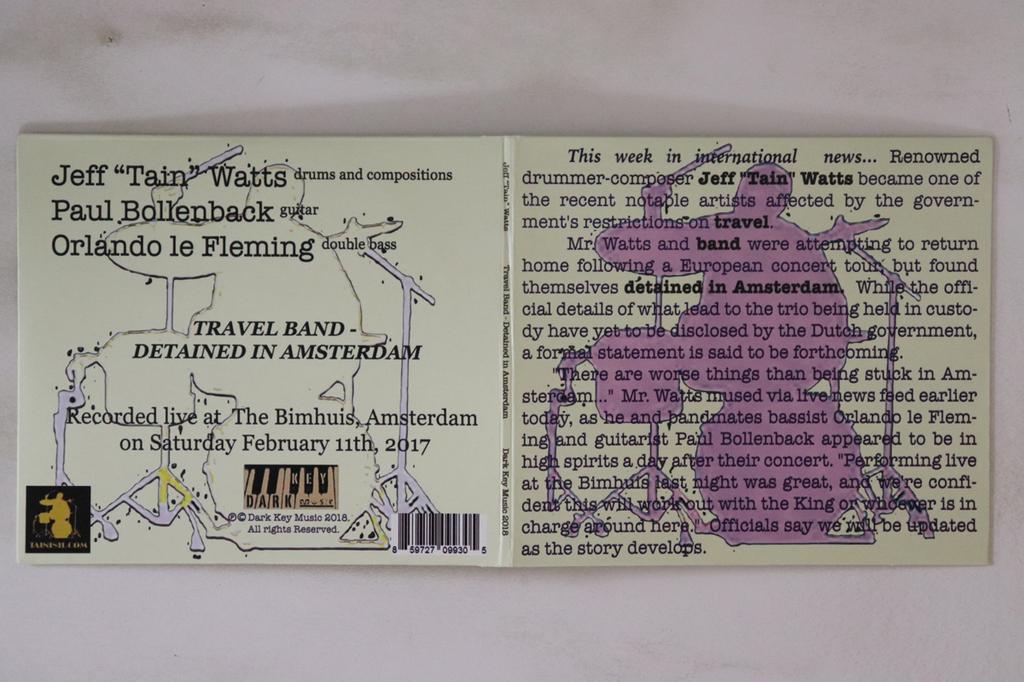 Jeff "Tain" Watts drums and compositions
Paul Bollenback guitar
Orlando le Fleming double bass
TRAVEL BAND -
DETAINED IN AMSTERDAM
Recorded live at The Bimhuis, Amsterdam
on Saturday February 11th, 2017
DARK KEY MUSIC
℗© Dark Key Music 2018.
All rights Reserved.
TAINISH.COM
8 59727 09930 5
Jeff "Tain" Watts Travel Band - Detained in Amsterdam Dark Key Music 2018
This week in international news... Renowned
drummer-composer Jeff "Tain" Watts became one of
the recent notable artists affected by the govern-
ment's restrictions on travel.
Mr. Watts and band were attempting to return
home following a European concert tour, but found
themselves detained in Amsterdam. While the offi-
cial details of what lead to the trio being held in custo-
dy have yet to be disclosed by the Dutch government,
a formal statement is said to be forthcoming.
"There are worse things than being stuck in Am-
sterdam..." Mr. Watts mused via live news feed earlier
today, as he and bandmates bassist Orlando le Flem-
ing and guitarist Paul Bollenback appeared to be in
high spirits a day after their concert. "Performing live
at the Bimhuis last night was great, and we're confi-
dent this will work out with the King or whoever is in
charge around here." Officials say we will be updated
as the story develops.